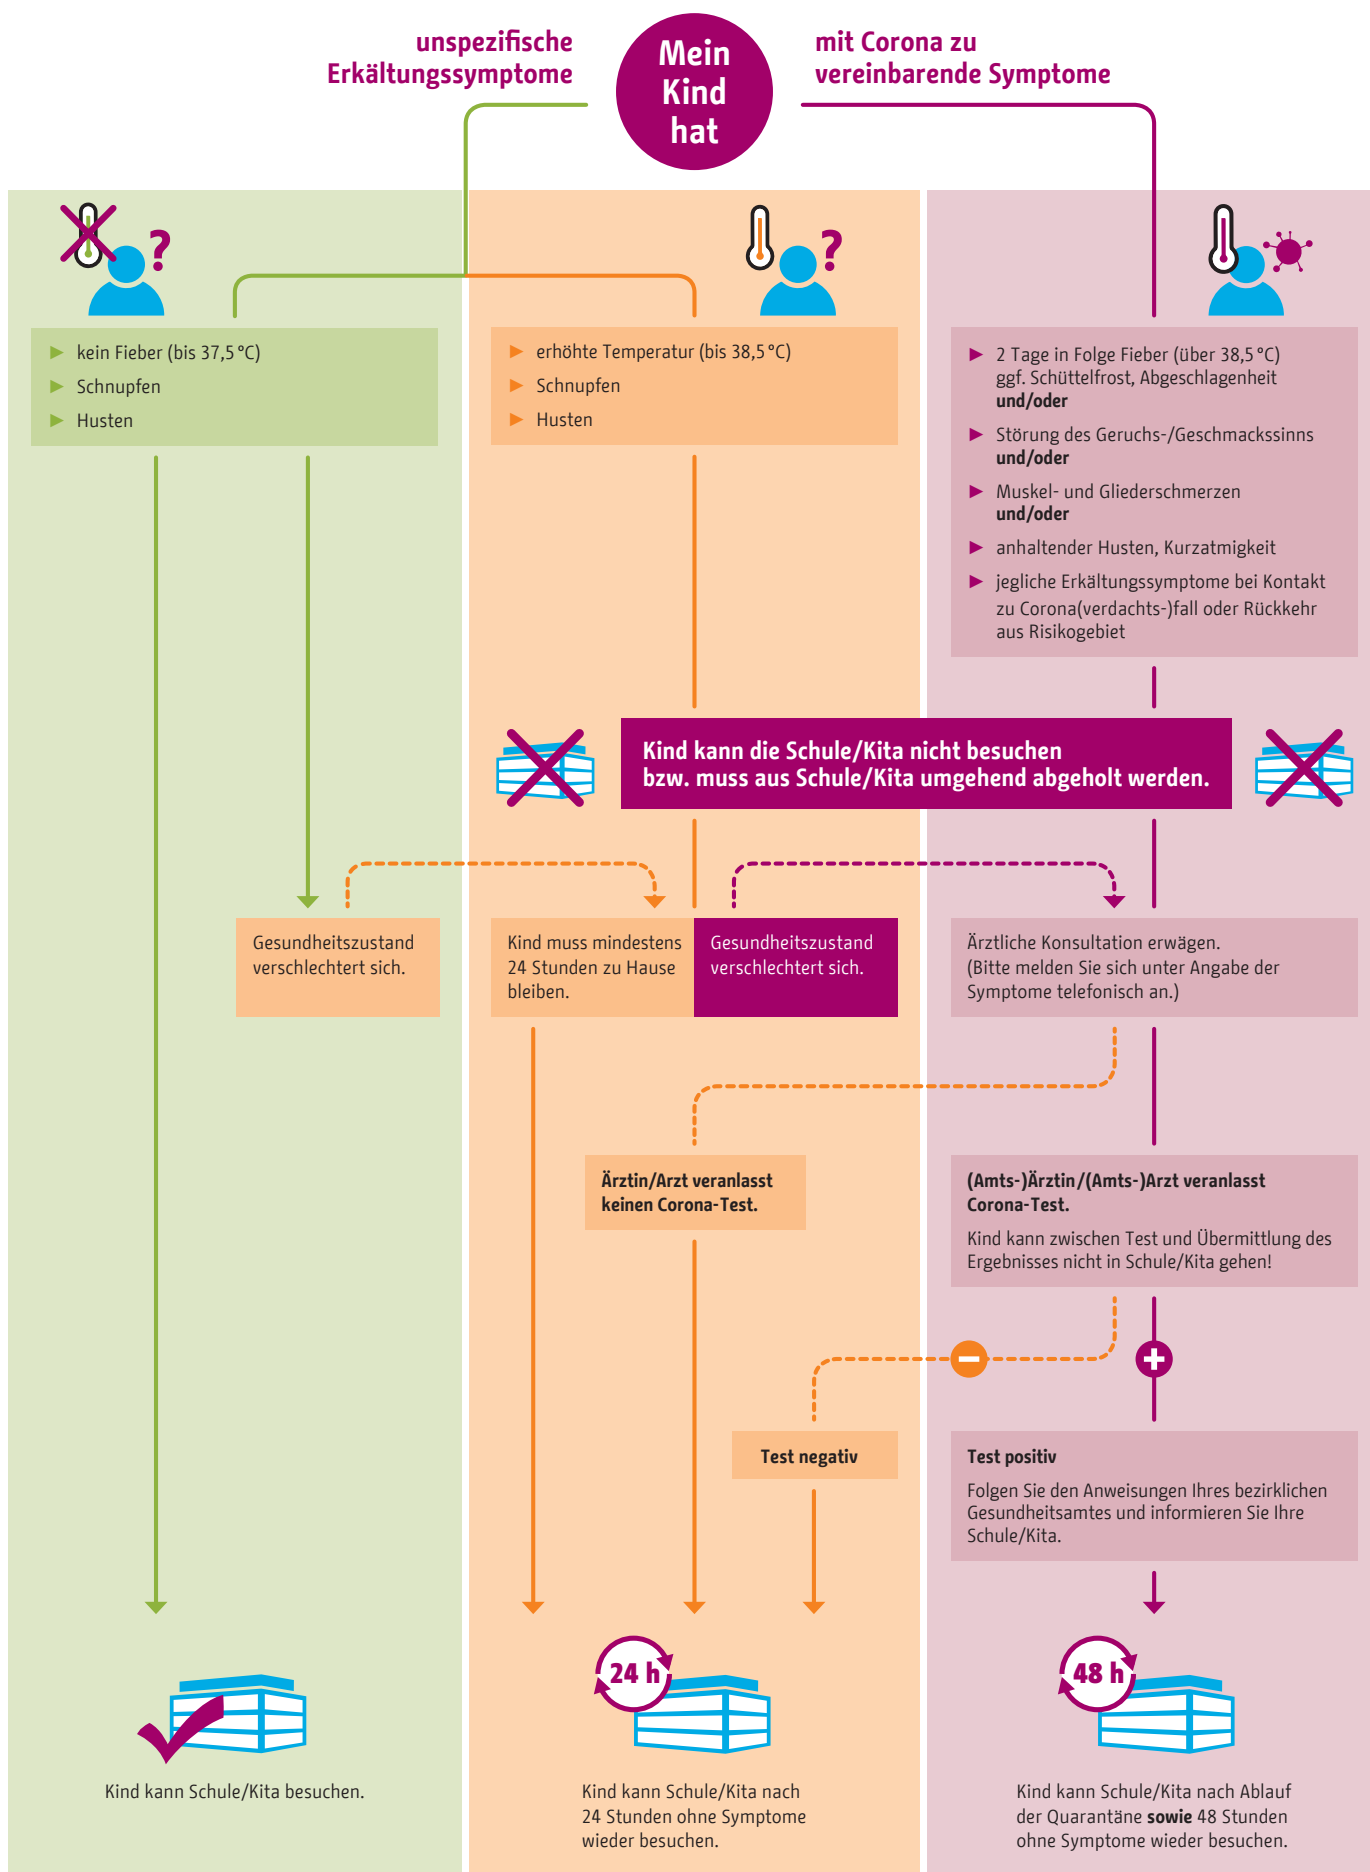 unspezifische
Erkältungssymptome
Mein
Kind
hat
mit Corona zu
vereinbarende Symptome
?
► kein Fieber (bis 37,5 °C)
► Schnupfen
► Husten
?
► erhöhte Temperatur (bis 38,5 °C)
► Schnupfen
► Husten
► 2 Tage in Folge Fieber (über 38,5 °C)
ggf. Schüttelfrost, Abgeschlagenheit
und/oder
► Störung des Geruchs-/Geschmackssinns
und/oder
► Muskel- und Gliederschmerzen
und/oder
► anhaltender Husten, Kurzatmigkeit
► jegliche Erkältungssymptome bei Kontakt
zu Corona(verdachts-)fall oder Rückkehr
aus Risikogebiet
Kind kann die Schule/Kita nicht besuchen
bzw. muss aus Schule/Kita umgehend abgeholt werden.
Gesundheitszustand
verschlechtert sich.
Kind muss mindestens
24 Stunden zu Hause
bleiben.
Gesundheitszustand
verschlechtert sich.
Ärztliche Konsultation erwägen.
(Bitte melden Sie sich unter Angabe der
Symptome telefonisch an.)
Ärztin/Arzt veranlasst
keinen Corona-Test.
(Amts-)Ärztin/(Amts-)Arzt veranlasst
Corona-Test.
Kind kann zwischen Test und Übermittlung des
Ergebnisses nicht in Schule/Kita gehen!
−
+
Test negativ
Test positiv
Folgen Sie den Anweisungen Ihres bezirklichen
Gesundheitsamtes und informieren Sie Ihre
Schule/Kita.
Kind kann Schule/Kita besuchen.
24 h
Kind kann Schule/Kita nach
24 Stunden ohne Symptome
wieder besuchen.
48 h
Kind kann Schule/Kita nach Ablauf
der Quarantäne sowie 48 Stunden
ohne Symptome wieder besuchen.